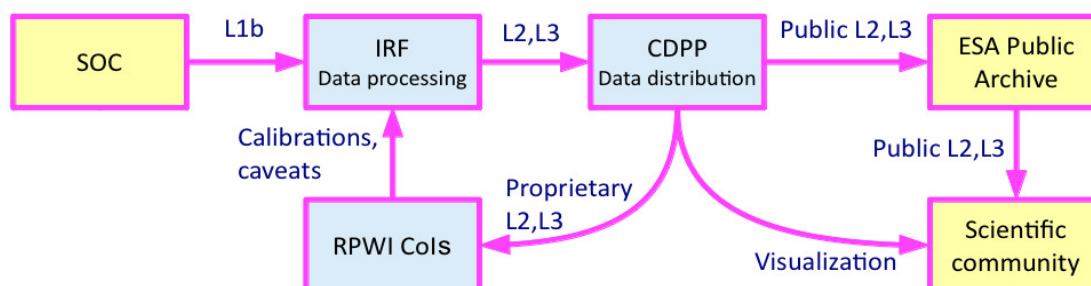 SOC
L1b
IRF
Data processing
L2,L3
CDPP
Data distribution
Public L2,L3
ESA Public
Archive
Calibrations,
caveats
Proprietary
L2,L3
Public L2,L3
RPWI CoIs
Visualization
Scientific
community